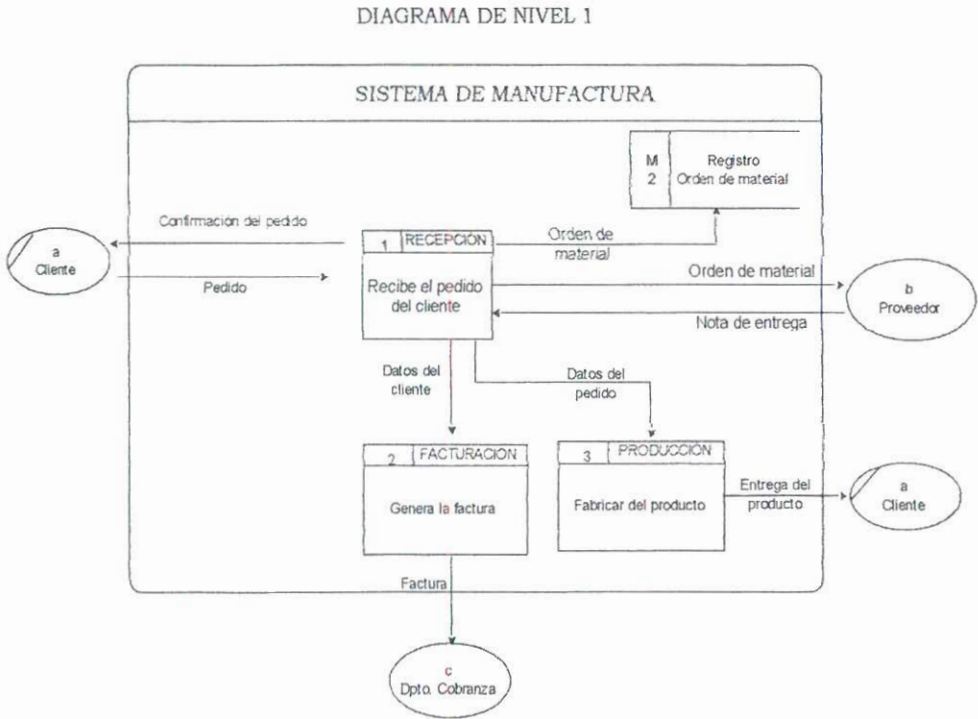 DIAGRAMA DE NIVEL 1
SISTEMA DE MANUFACTURA
M
2
Registro
Orden de material
Confirmación del pedido
a
Cliente
Pedido
1 RECEPCIÓN
Recibe el pedido
del cliente
Orden de
material
Orden de material
b
Proveedor
Nota de entrega
Datos del
cliente
Datos del
pedido
2 FACTURACION
Genera la factura
3 PRODUCCIÓN
Fabricar del producto
Entrega del
producto
a
Cliente
Factura
c
Dpto. Cobranza